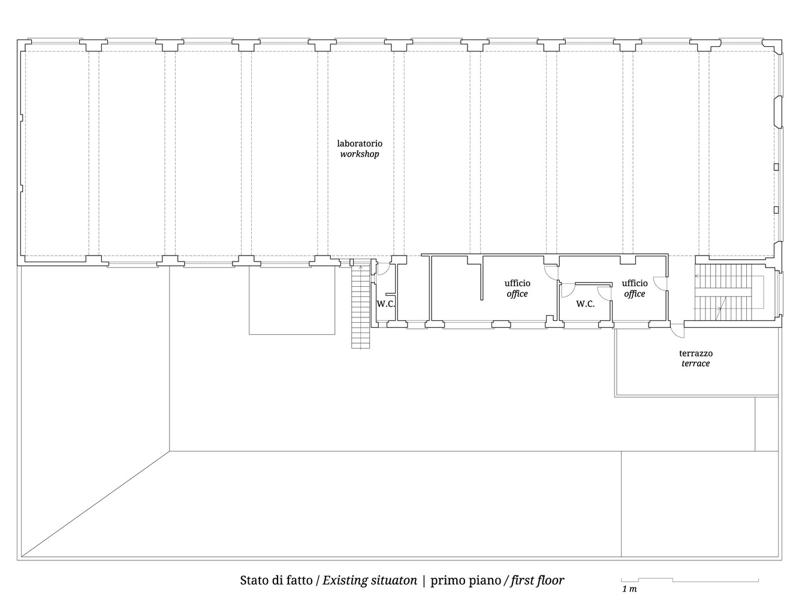 laboratorio
workshop
ufficio
office
ufficio
office
W.C.
W.C.
terrazzo
terrace
Stato di fatto / Existing situaton | primo piano / first floor
1 m